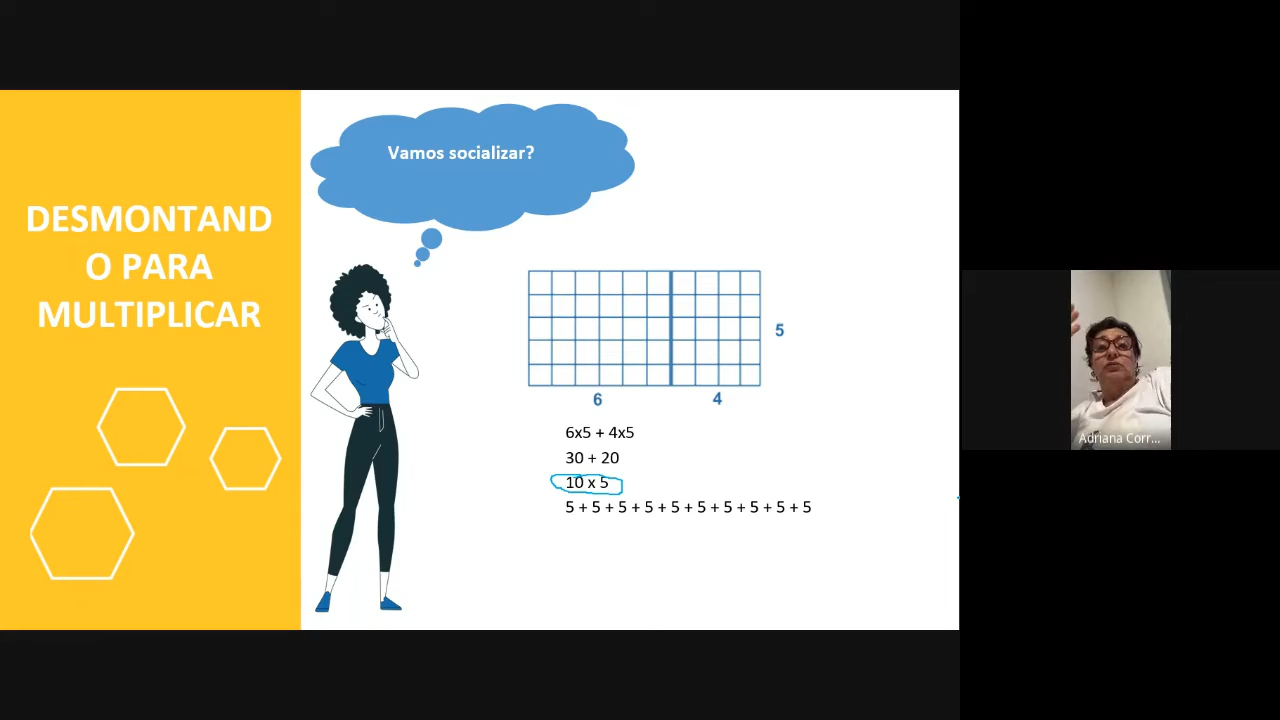 DESMONTAND
O PARA
MULTIPLICAR
Vamos socializar?
5
6 4
6x5 + 4x5
30 + 20
10 x 5
5 + 5 + 5 + 5 + 5 + 5 + 5 + 5 + 5 + 5
Adriana Corr...